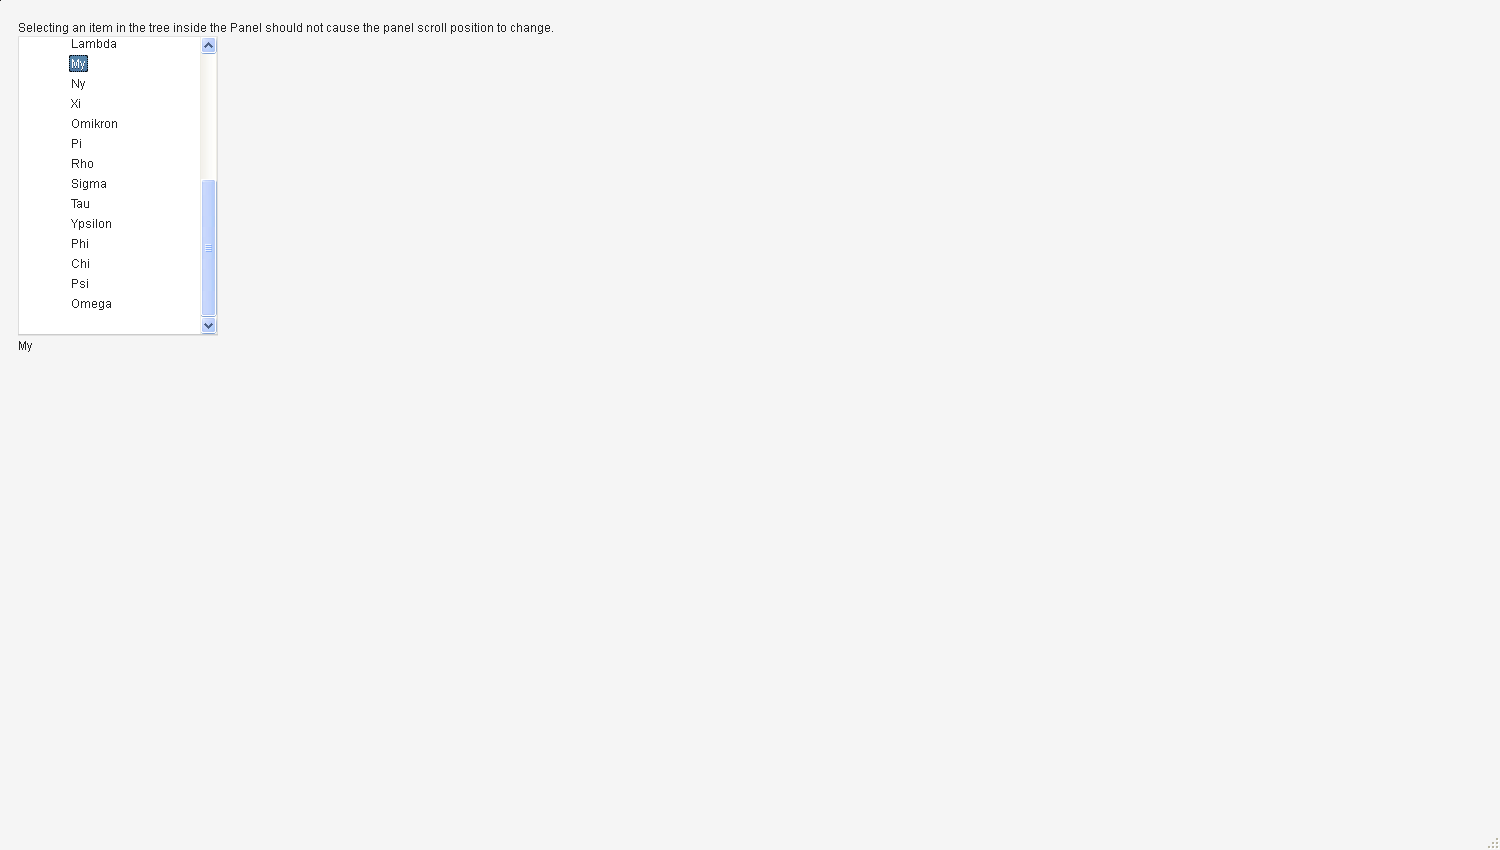 Selecting an item in the tree inside the Panel should not cause the panel scroll position to change.
Lambda
My
Ny
Xi
Omikron
Pi
Rho
Sigma
Tau
Ypsilon
Phi
Chi
Psi
Omega
My